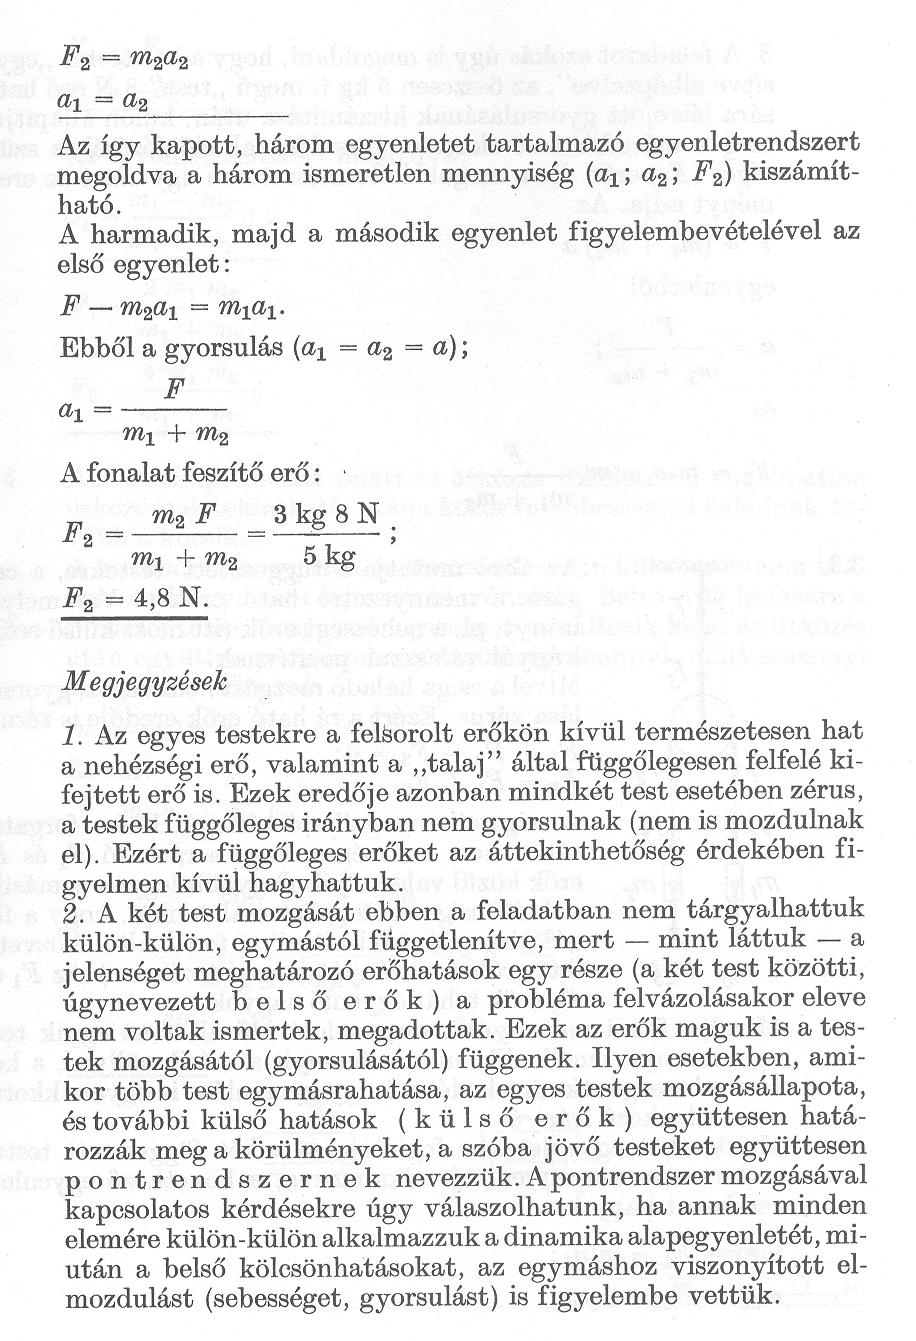 F₂ = m₂a₂
a₁ = a₂
Az így kapott, három egyenletet tartalmazó egyenletrendszert
megoldva a három ismeretlen mennyiség (a₁; a₂; F₂) kiszámít-
ható.
A harmadik, majd a második egyenlet figyelembevételével az
első egyenlet:
F — m₂a₁ = m₁a₁.
Ebből a gyorsulás (a₁ = a₂ = a);
a₁ = F / (m₁ + m₂)
A fonalat feszítő erő:
F₂ = m₂ F / (m₁ + m₂) = 3 kg 8 N / 5 kg ;
F₂ = 4,8 N.
Megjegyzések
1. Az egyes testekre a felsorolt erőkön kívül természetesen hat
a nehézségi erő, valamint a „talaj” által függőlegesen felfelé ki-
fejtett erő is. Ezek eredője azonban mindkét test esetében zérus,
a testek függőleges irányban nem gyorsulnak (nem is mozdulnak
el). Ezért a függőleges erőket az áttekinthetőség érdekében fi-
gyelmen kívül hagyhattuk.
2. A két test mozgását ebben a feladatban nem tárgyalhattuk
külön-külön, egymástól függetlenítve, mert — mint láttuk — a
jelenséget meghatározó erőhatások egy része (a két test közötti,
úgynevezett belső erők) a probléma felvázolásakor eleve
nem voltak ismertek, megadottak. Ezek az erők maguk is a tes-
tek mozgásától (gyorsulásától) függenek. Ilyen esetekben, ami-
kor több test egymásrahatása, az egyes testek mozgásállapota,
és további külső hatások (külső erők) együttesen hatá-
rozzák meg a körülményeket, a szóba jövő testeket együttesen
pontrendszernek nevezzük. A pontrendszer mozgásával
kapcsolatos kérdésekre úgy válaszolhatunk, ha annak minden
elemére külön-külön alkalmazzuk a dinamika alapegyenletét, mi-
után a belső kölcsönhatásokat, az egymáshoz viszonyított el-
mozdulást (sebességet, gyorsulást) is figyelembe vettük.